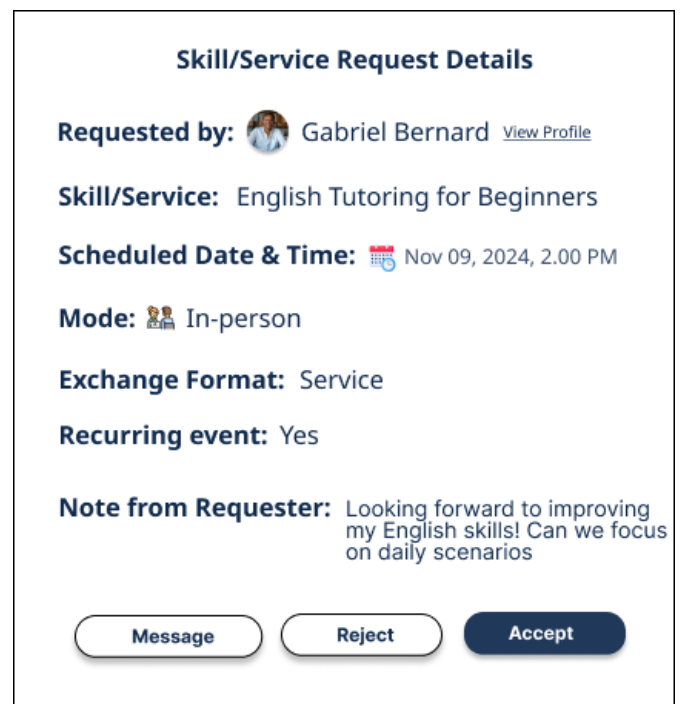 Skill/Service Request Details
Requested by: Gabriel Bernard View Profile
Skill/Service: English Tutoring for Beginners
Scheduled Date & Time: Nov 09, 2024, 2.00 PM
Mode: In-person
Exchange Format: Service
Recurring event: Yes
Note from Requester: Looking forward to improving
my English skills! Can we focus
on daily scenarios
Message Reject Accept